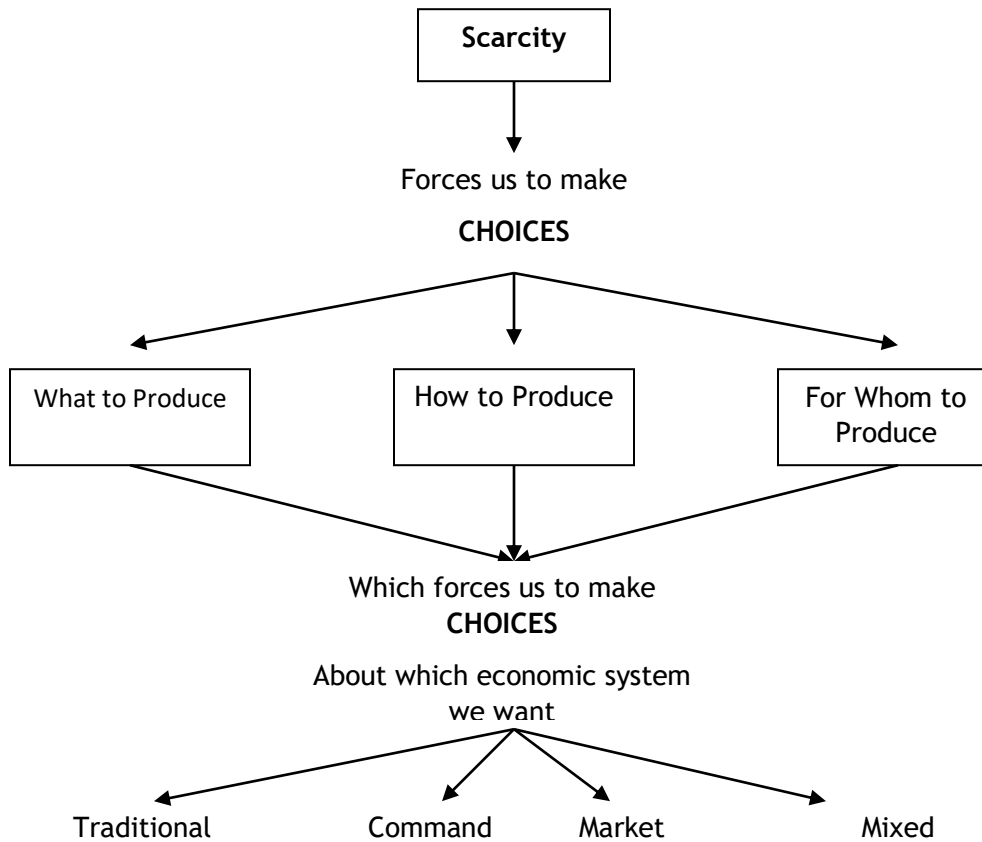 Scarcity
Forces us to make
CHOICES
What to Produce
How to Produce
For Whom to
Produce
Which forces us to make
CHOICES
About which economic system
we want
Traditional
Command
Market
Mixed